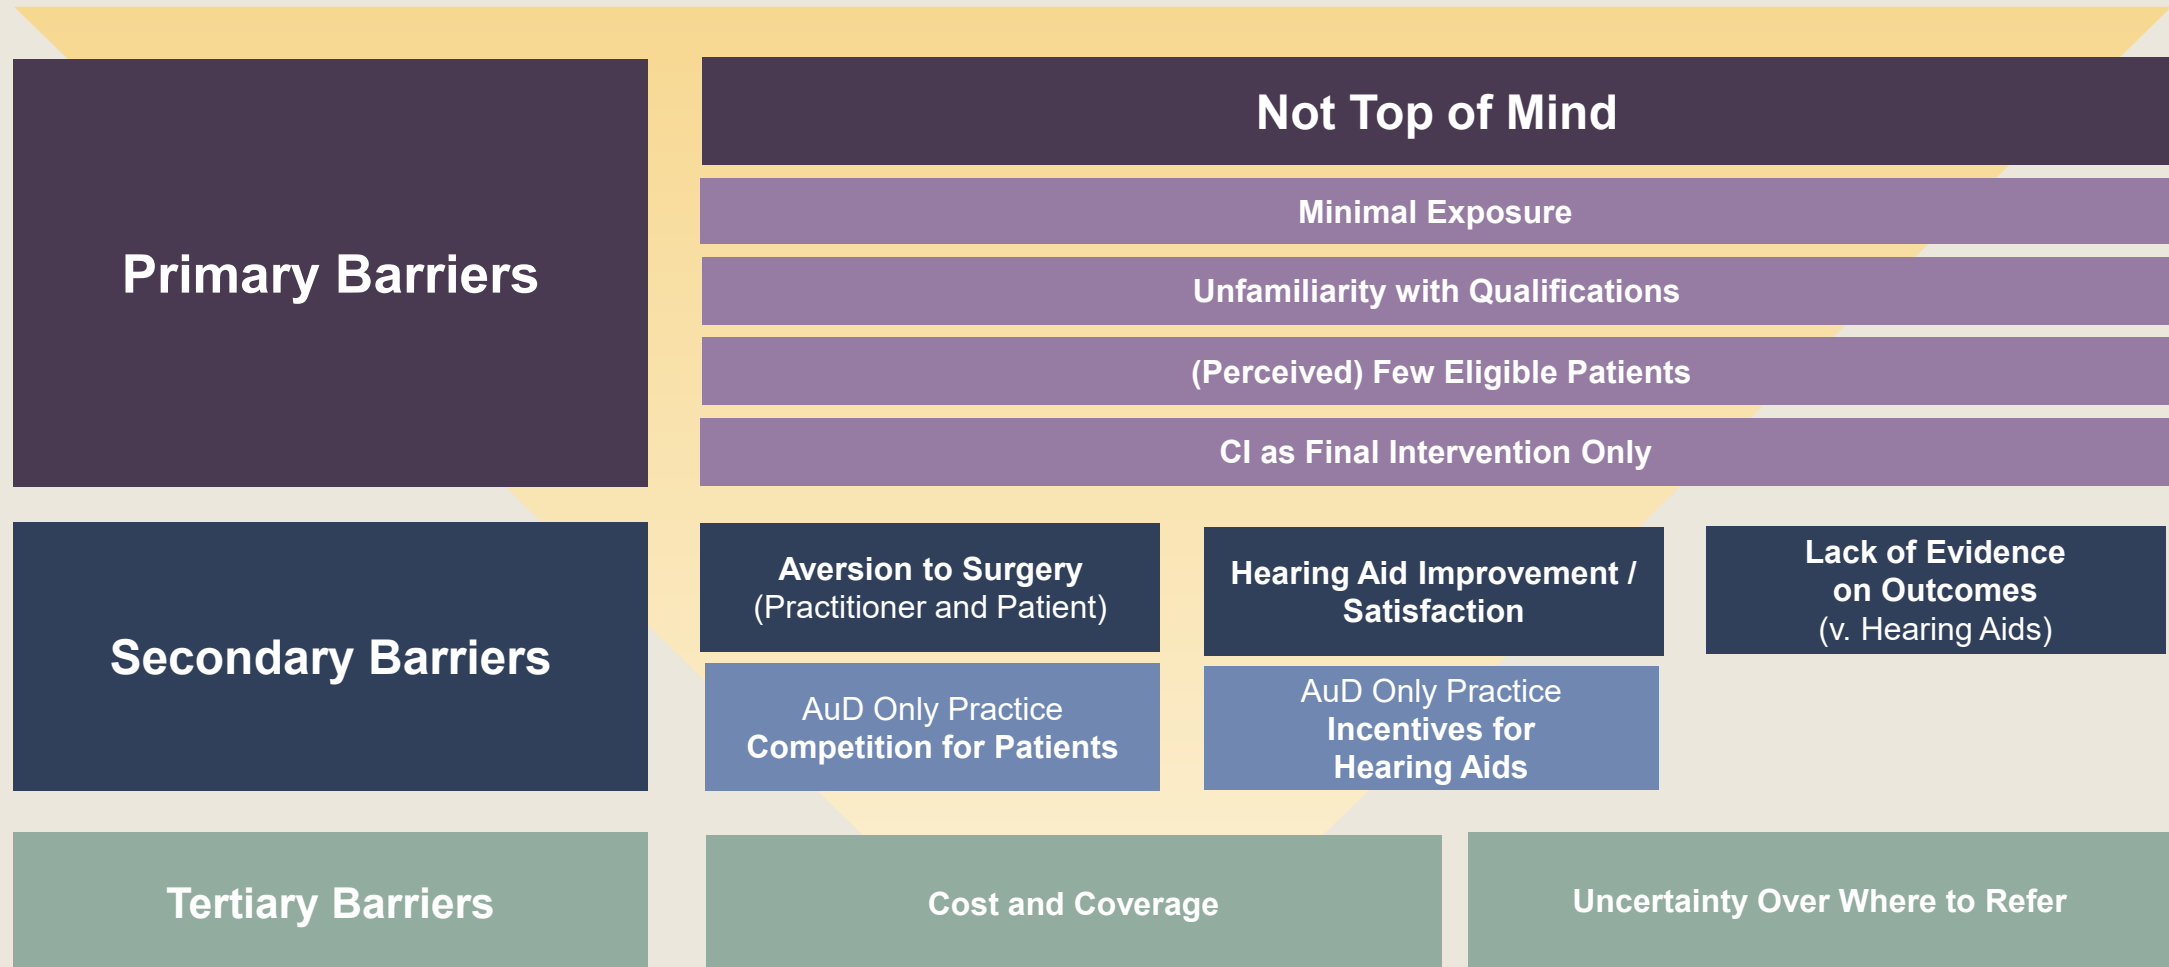 Primary Barriers
Not Top of Mind
Minimal Exposure
Unfamiliarity with Qualifications
(Perceived) Few Eligible Patients
CI as Final Intervention Only
Secondary Barriers
Aversion to Surgery
(Practitioner and Patient)
Hearing Aid Improvement /
Satisfaction
Lack of Evidence
on Outcomes
(v. Hearing Aids)
AuD Only Practice
Competition for Patients
AuD Only Practice
Incentives for
Hearing Aids
Tertiary Barriers
Cost and Coverage
Uncertainty Over Where to Refer